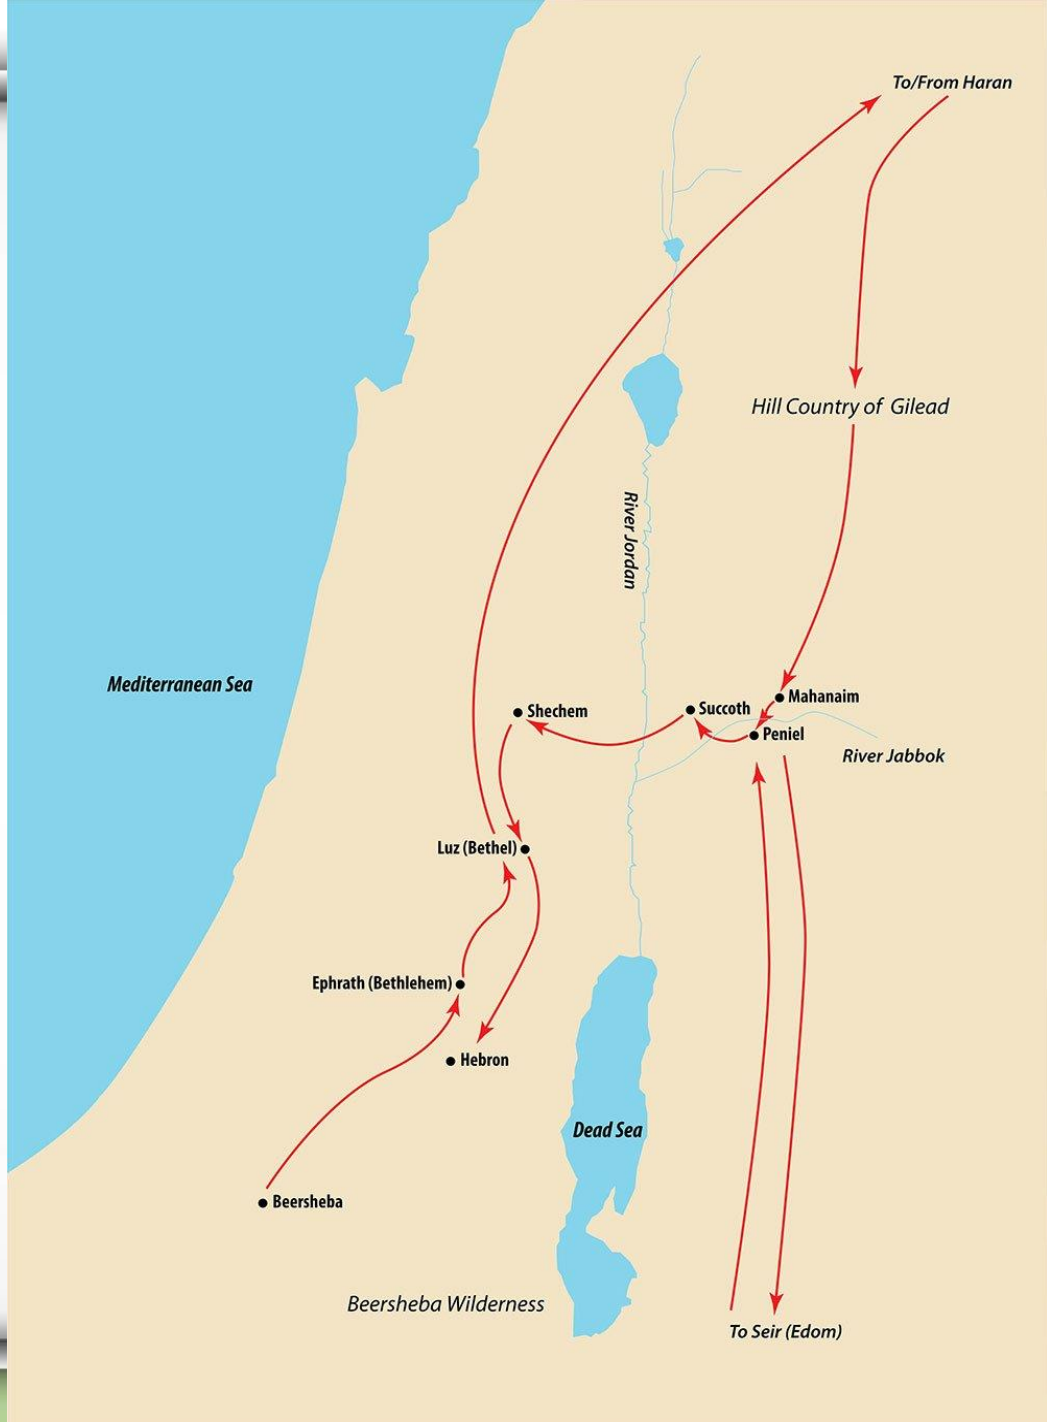 To/From Haran
Hill Country of Gilead
River Jordan
Mediterranean Sea
Mahanaim
Succoth
Shechem
Peniel
River Jabbok
Luz (Bethel)
Ephrath (Bethlehem)
Hebron
Dead Sea
Beersheba
Beersheba Wilderness
To Seir (Edom)